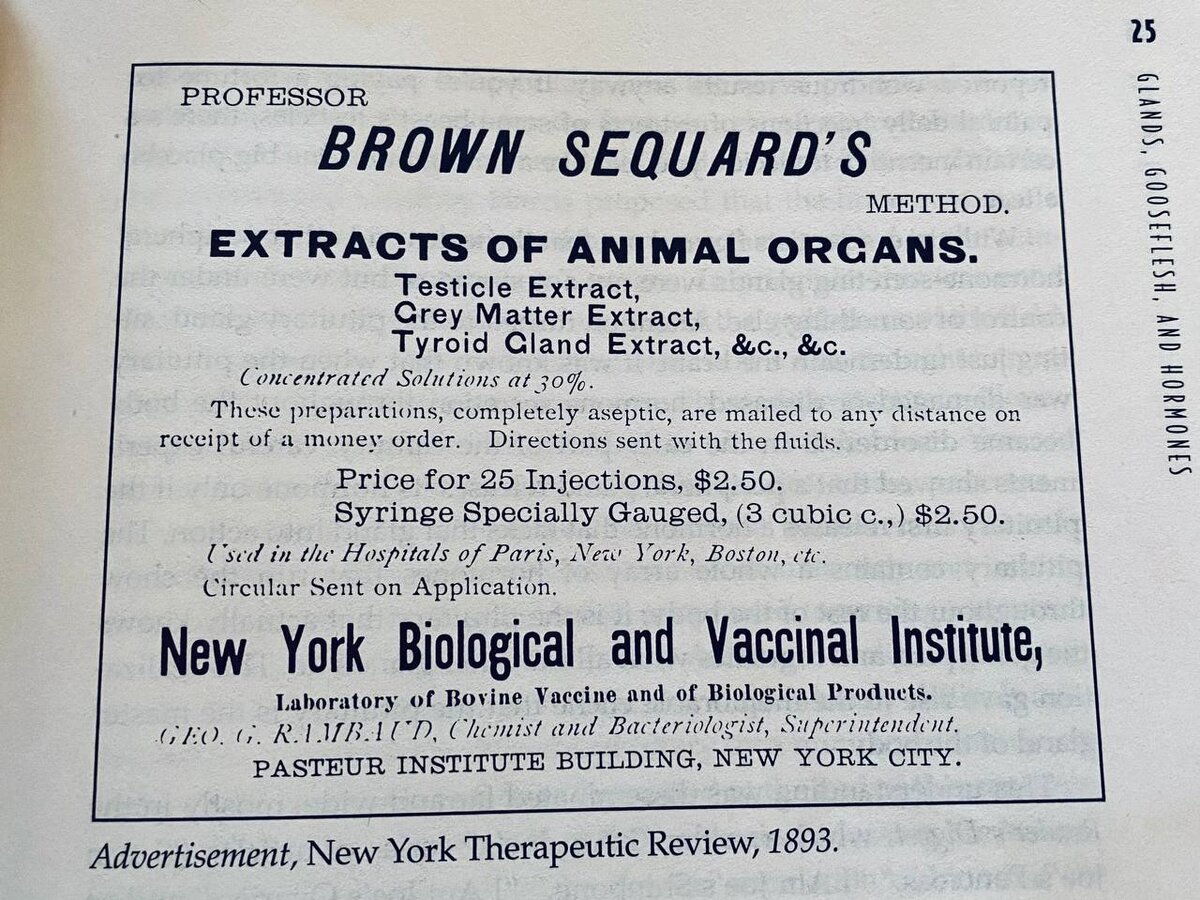 25
GLANDS, GOOSEFLESH, AND HORMONES
PROFESSOR
BROWN SEQUARD'S
METHOD.
EXTRACTS OF ANIMAL ORGANS.
Testicle Extract,
Grey Matter Extract,
Tyroid Gland Extract, &c., &c.
Concentrated Solutions at 30%.
These preparations, completely aseptic, are mailed to any distance on
receipt of a money order. Directions sent with the fluids.
Price for 25 Injections, $2.50.
Syringe Specially Gauged, (3 cubic c.,) $2.50.
Used in the Hospitals of Paris, New York, Boston, etc.
Circular Sent on Application.
New York Biological and Vaccinal Institute,
Laboratory of Bovine Vaccine and of Biological Products.
GEO. G. RAMBAUD, Chemist and Bacteriologist, Superintendent.
PASTEUR INSTITUTE BUILDING, NEW YORK CITY.
Advertisement, New York Therapeutic Review, 1893.